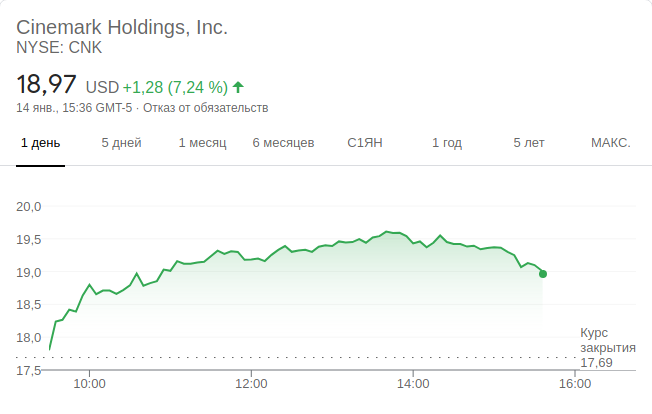 Cinemark Holdings, Inc.
NYSE: CNK
18,97 USD +1,28 (7,24 %)
14 янв., 15:36 GMT-5 · Отказ от обязательств
1 день 5 дней 1 месяц 6 месяцев С1ЯН 1 год 5 лет МАКС.
20,0
19,5
19,0
18,5
18,0
17,5
Курс
закрытия
17,69
10:00 12:00 14:00 16:00